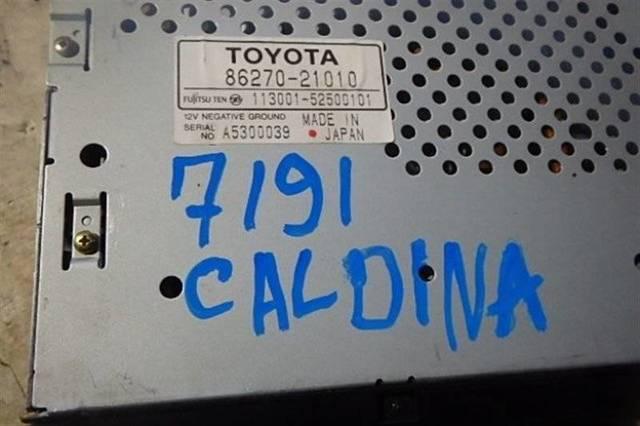 TOYOTA
86270-21010
FUJITSU TEN 113001-52500101
12V NEGATIVE GROUND MADE IN
SERIAL NO A5300039 JAPAN
7191
CALDINA